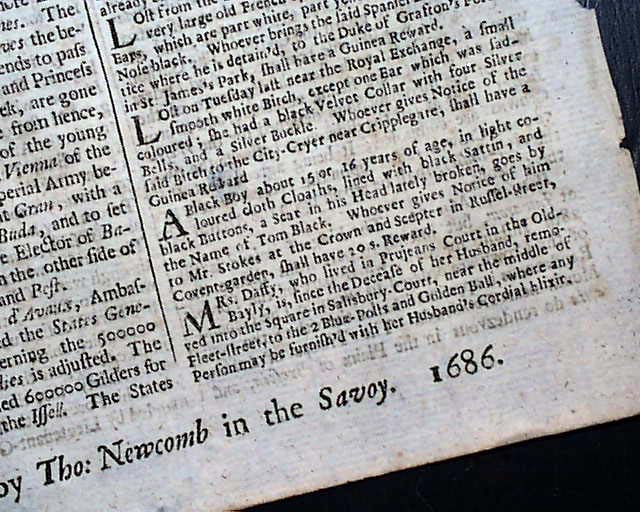 The
ves the be-
ends to pass
and Princess
ck, are gone
e from hence,
of the young
Vienna of the
perial Army be-
t Gran, with a
Buda, and to set
e Elector of Ba-
n the other side of
and Pest.
d'Avaux, Ambas-
d the States Gene-
erning the 500000
dies is adjusted. The
ed 600000 Gilders for
the Issell. The States
already
LOst from the
very large old French
Ears, which are part white, part
Nose black. Whoever brings the said Spaniel
tice where he is detain'd, to the Duke of Grafton's
in St. James's Park, shall have a Guinea Reward.
LOst on Tuesday last near the Royal Exchange, a small
smooth white Bitch, except one Ear which was sad-
coloured; she had a black Velvet Collar with four Silver
Bells, and a Silver Buckle. Whoever gives Notice of the
said Bitch to the City-Cryer near Cripplegate, shall have a
Guinea Reward
A Black Boy about 15 or 16 years of age, in light co-
loured cloth Cloaths, lined with black Sattin, and
black Buttons, a Scar in his Head lately broken, goes by
the Name of Tom Black. Whoever gives Notice of him
to Mr. Stokes at the Crown and Scepter in Russel-street,
Covent-garden, shall have 20 s. Reward.
MRs. Daffy, who lived in Prujeans Court in the Old-
Bayly, is, since the Decease of her Husband, remo-
ved into the Square in Salisbury-Court, near the middle of
Fleet-street, to the 2 Blue-Posts and Golden Ball, where any
Person may be furnish'd with her Husband's Cordial Elixir.
by Tho: Newcomb in the Savoy. 1686.